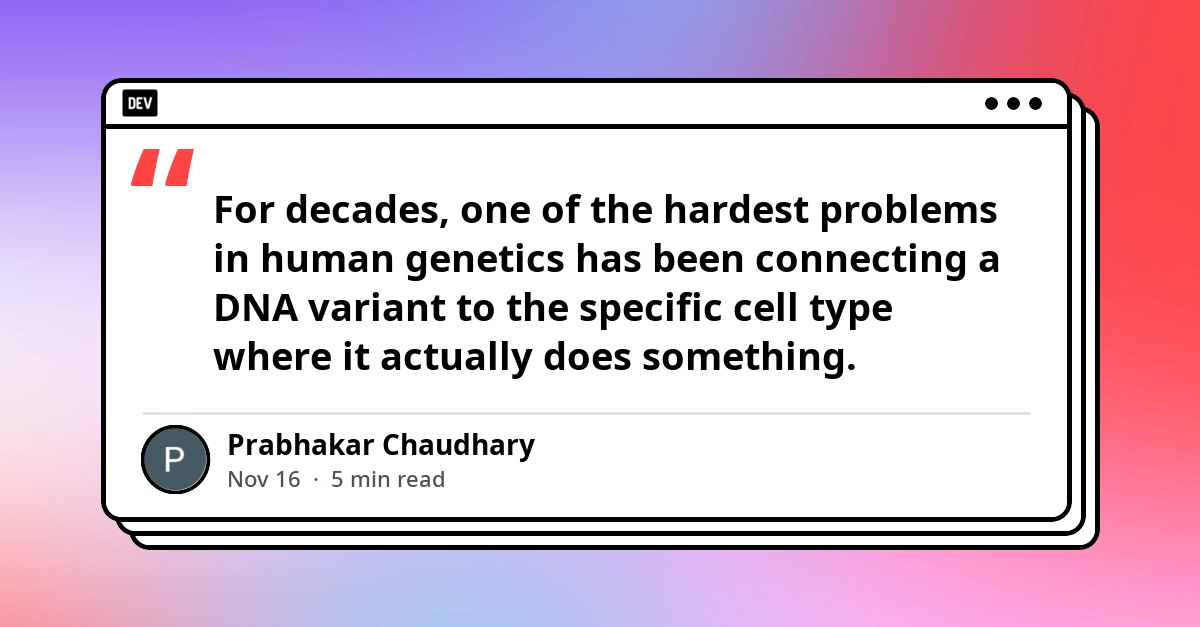 DEV
“
For decades, one of the hardest problems
in human genetics has been connecting a
DNA variant to the specific cell type
where it actually does something.
P
Prabhakar Chaudhary
Nov 16 · 5 min read